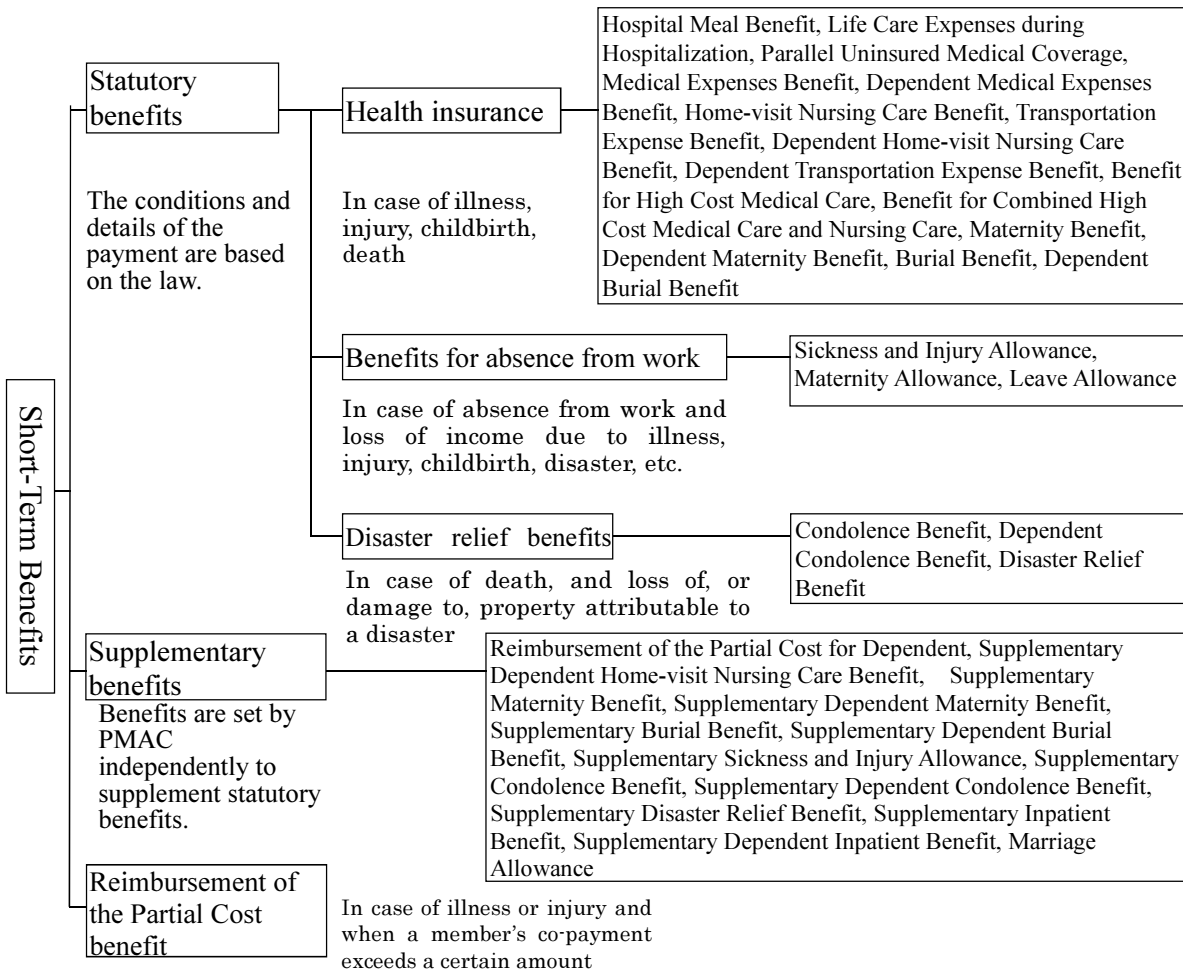 Short-Term Benefits
Statutory
benefits
The conditions and
details of the
payment are based
on the law.
Health insurance
In case of illness,
injury, childbirth,
death
Hospital Meal Benefit, Life Care Expenses during
Hospitalization, Parallel Uninsured Medical Coverage,
Medical Expenses Benefit, Dependent Medical Expenses
Benefit, Home-visit Nursing Care Benefit, Transportation
Expense Benefit, Dependent Home-visit Nursing Care
Benefit, Dependent Transportation Expense Benefit, Benefit
for High Cost Medical Care, Benefit for Combined High
Cost Medical Care and Nursing Care, Maternity Benefit,
Dependent Maternity Benefit, Burial Benefit, Dependent
Burial Benefit
Benefits for absence from work
In case of absence from work and
loss of income due to illness,
injury, childbirth, disaster, etc.
Sickness and Injury Allowance,
Maternity Allowance, Leave Allowance
Disaster relief benefits
In case of death, and loss of, or
damage to, property attributable to
a disaster
Condolence Benefit, Dependent
Condolence Benefit, Disaster Relief
Benefit
Supplementary
benefits
Benefits are set by
PMAC
independently to
supplement statutory
benefits.
Reimbursement of the Partial Cost for Dependent, Supplementary
Dependent Home-visit Nursing Care Benefit, Supplementary
Maternity Benefit, Supplementary Dependent Maternity Benefit,
Supplementary Burial Benefit, Supplementary Dependent Burial
Benefit, Supplementary Sickness and Injury Allowance, Supplementary
Condolence Benefit, Supplementary Dependent Condolence Benefit,
Supplementary Disaster Relief Benefit, Supplementary Inpatient
Benefit, Supplementary Dependent Inpatient Benefit, Marriage
Allowance
Reimbursement of
the Partial Cost
benefit
In case of illness or injury and
when a member's co-payment
exceeds a certain amount